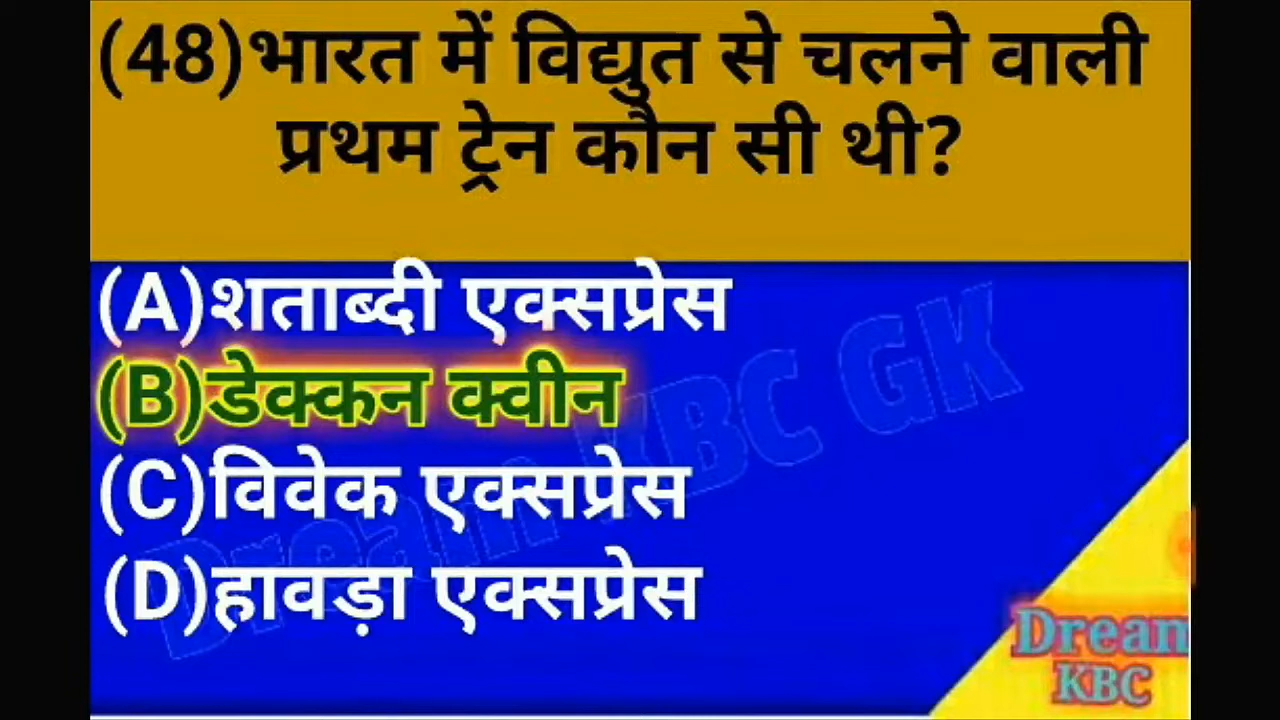 (48)भारत में विद्युत से चलने वाली
प्रथम ट्रेन कौन सी थी?
(A)शताब्दी एक्सप्रेस
(B)डेक्कन क्वीन
(C)विवेक एक्सप्रेस
(D)हावड़ा एक्सप्रेस
Dream KBC GK
Dream
KBC